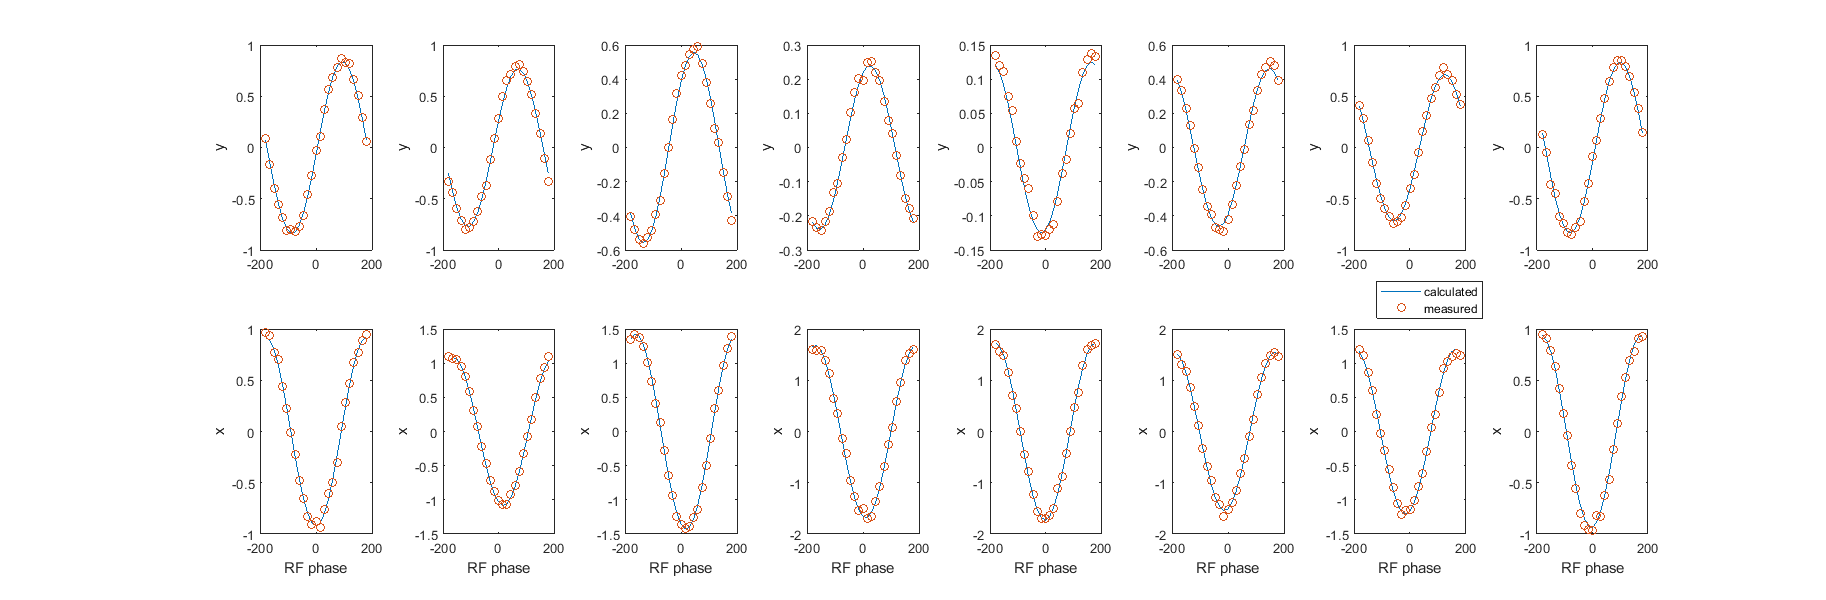 1 1 0.6 0.3 0.15 0.6 1 1
0.4 0.2 0.1 0.4
0.5 0.5 0.5 0.5
0.2 0.1 0.05 0.2
y 0 y 0 y 0 y 0 y 0 y 0 y 0 y 0
-0.2 -0.1 -0.05 -0.2
-0.5 -0.5 -0.5 -0.5
-0.4 -0.2 -0.1 -0.4
-1 -1 -0.6 -0.3 -0.15 -0.6 -1 -1
-200 0 200 -200 0 200 -200 0 200 -200 0 200 -200 0 200 -200 0 200 -200 0 200 -200 0 200
calculated
measured
1 1.5 1.5 2 2 2 1.5 1
1 1 1
0.5 1 1 1 0.5
0.5 0.5 0.5
x 0 x 0 x 0 x 0 x 0 x 0 x 0 x 0
-0.5 -0.5 -0.5
-0.5 -1 -1 -1 -0.5
-1 -1 -1
-1 -1.5 -1.5 -2 -2 -2 -1.5 -1
-200 0 200 -200 0 200 -200 0 200 -200 0 200 -200 0 200 -200 0 200 -200 0 200 -200 0 200
RF phase RF phase RF phase RF phase RF phase RF phase RF phase RF phase